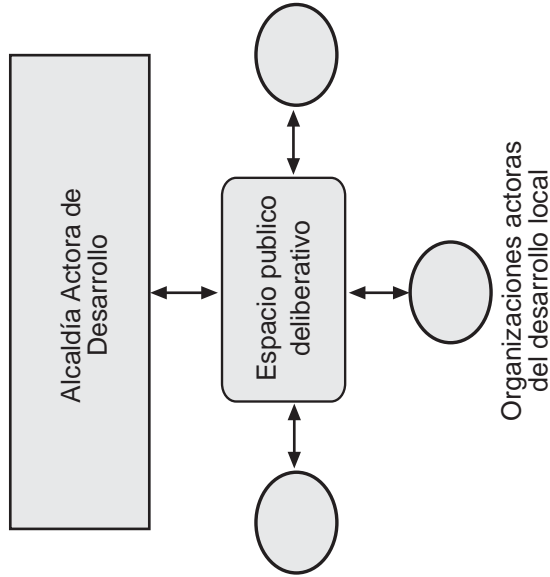 Alcaldía Actora de
Desarrollo
Espacio publico
deliberativo
Organizaciones actoras
del desarrollo local